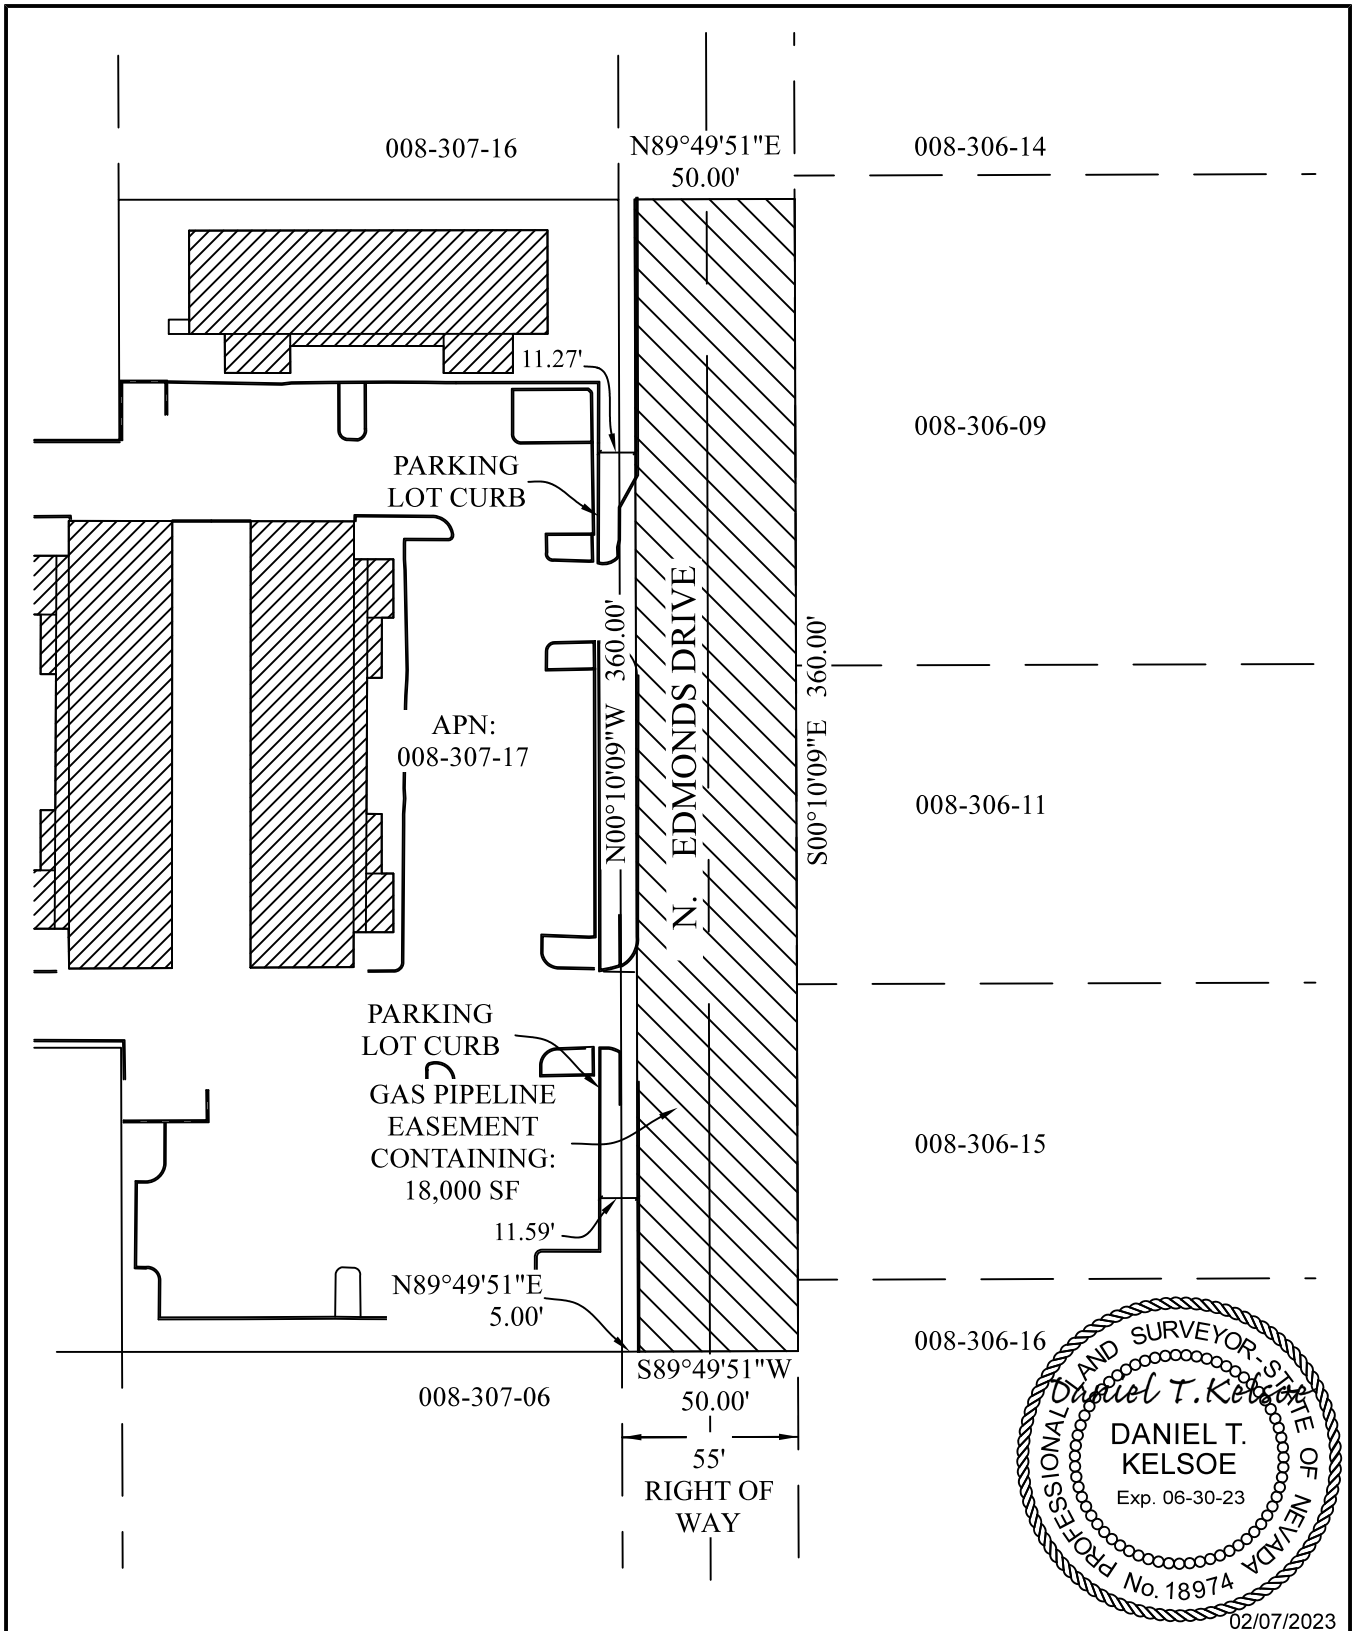 008-307-16
N89°49'51"E
50.00'
008-306-14
11.27'
PARKING
LOT CURB
008-306-09
N00°10'09"W 360.00'
N. EDMONDS DRIVE
S00°10'09"E 360.00'
APN:
008-307-17
008-306-11
PARKING
LOT CURB
GAS PIPELINE
EASEMENT
CONTAINING:
18,000 SF
11.59'
008-306-15
N89°49'51"E
5.00'
008-306-16
S89°49'51"W
50.00'
008-307-06
55'
RIGHT OF
WAY
PROFESSIONAL LAND SURVEYOR-STATE OF NEVADA
Daniel T. Kelsoe
DANIEL T.
KELSOE
Exp. 06-30-23
No. 18974
02/07/2023